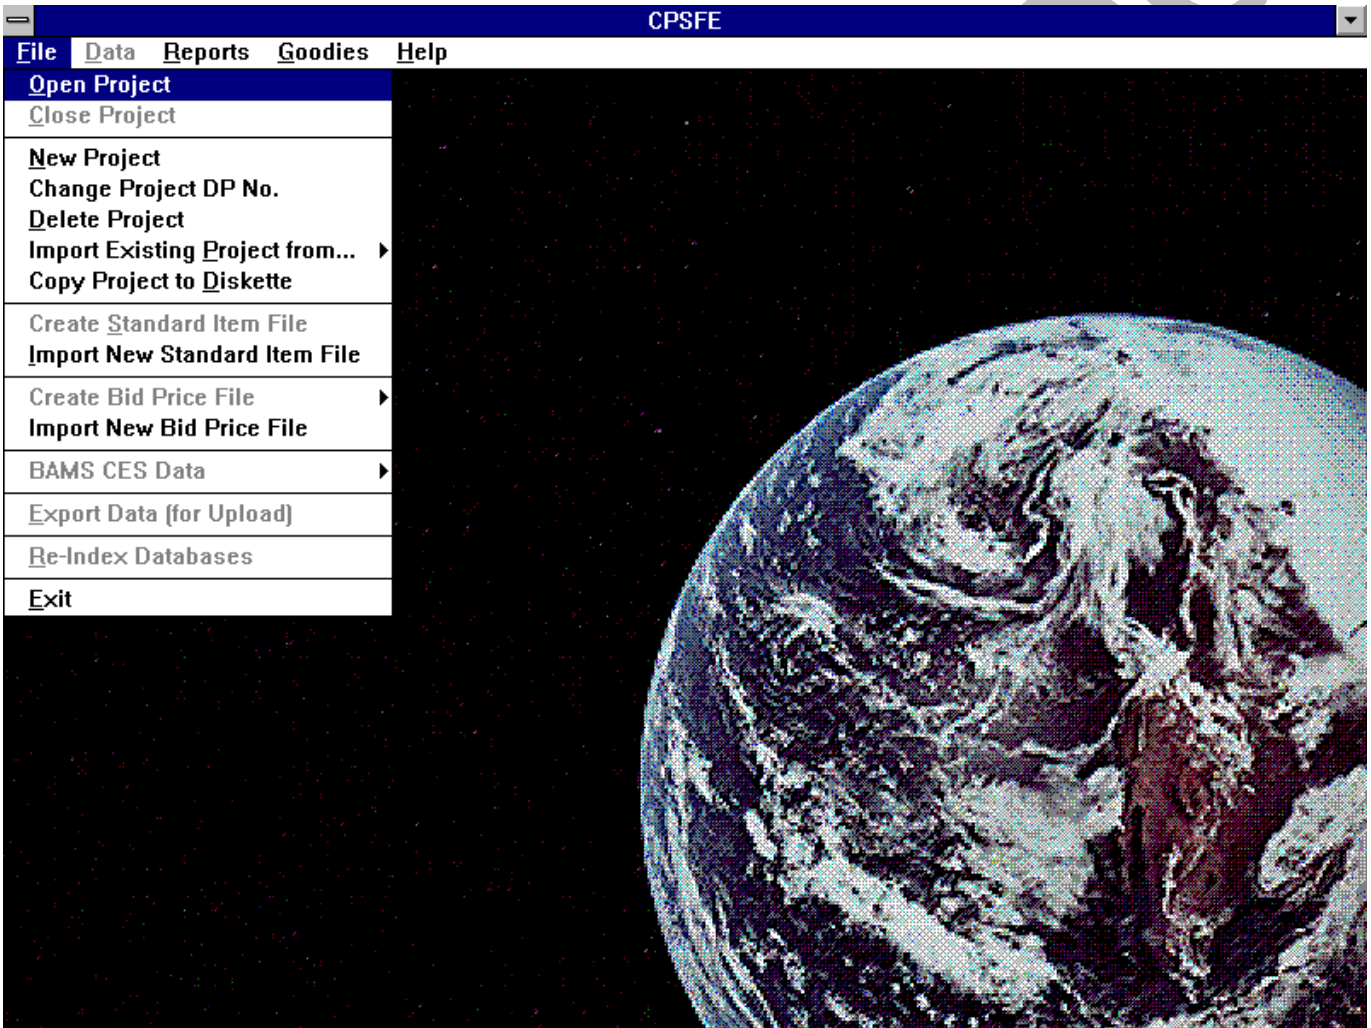 CPSFE
File Data Reports Goodies Help
Open Project
Close Project
New Project
Change Project DP No.
Delete Project
Import Existing Project from...
Copy Project to Diskette
Create Standard Item File
Import New Standard Item File
Create Bid Price File
Import New Bid Price File
BAMS CES Data
Export Data (for Upload)
Re-Index Databases
Exit